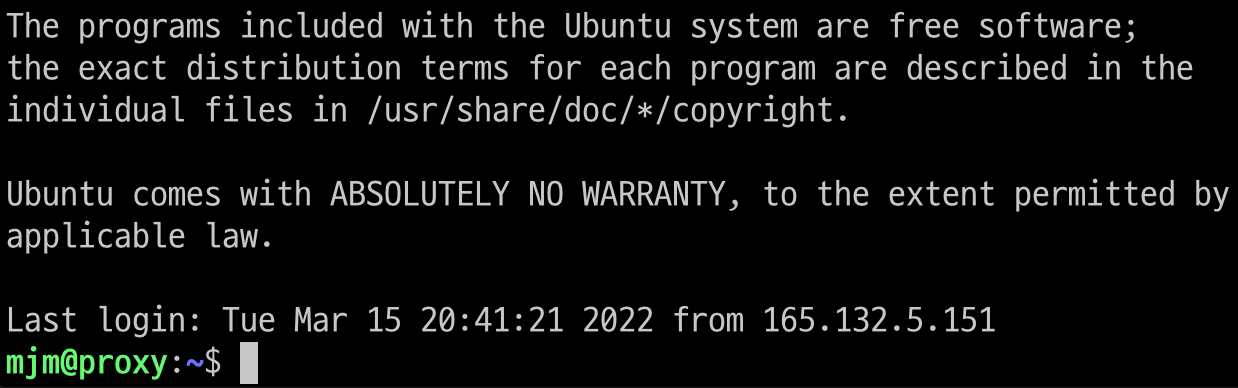 The programs included with the Ubuntu system are free software;
the exact distribution terms for each program are described in the
individual files in /usr/share/doc/*/copyright.

Ubuntu comes with ABSOLUTELY NO WARRANTY, to the extent permitted by
applicable law.

Last login: Tue Mar 15 20:41:21 2022 from 165.132.5.151
mjm@proxy:~$